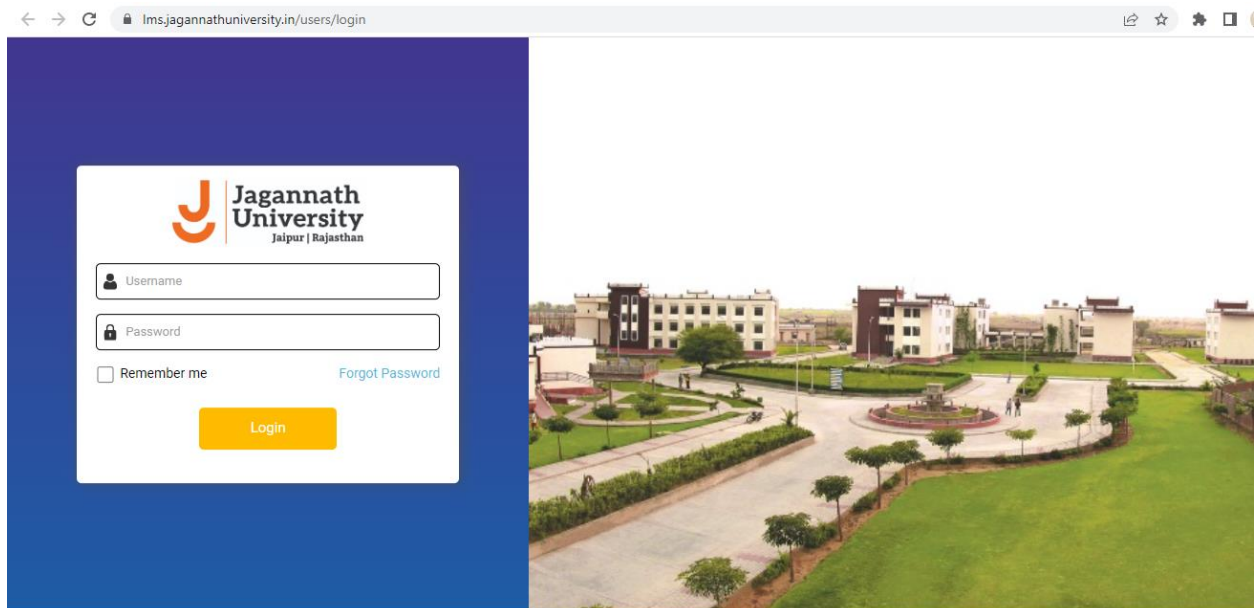 lms.jagannathuniversity.in/users/login
Jagannath
University
Jaipur | Rajasthan
Username
Password
Remember me Forgot Password
Login